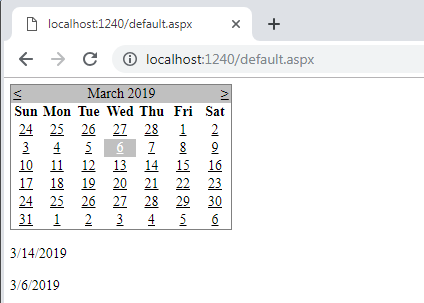 localhost:1240/default.aspx
localhost:1240/default.aspx
< March 2019 >
Sun Mon Tue Wed Thu Fri Sat
24 25 26 27 28 1 2
3 4 5 6 7 8 9
10 11 12 13 14 15 16
17 18 19 20 21 22 23
24 25 26 27 28 29 30
31 1 2 3 4 5 6
3/14/2019
3/6/2019